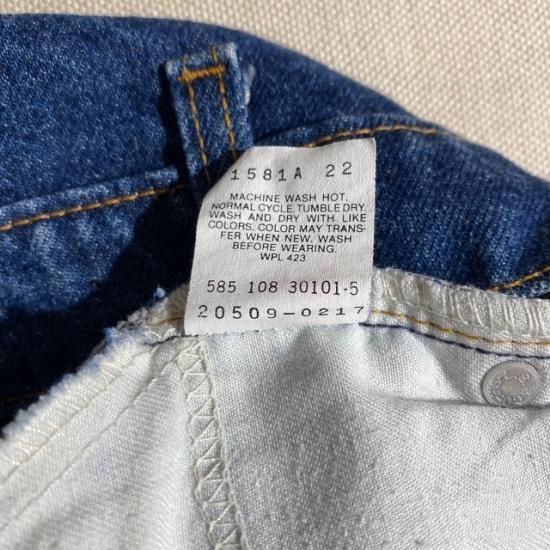 1581A 22
MACHINE WASH HOT.
NORMAL CYCLE. TUMBLE DRY.
WASH AND DRY WITH LIKE
COLORS. COLOR MAY TRANS-
FER WHEN NEW. WASH
BEFORE WEARING.
WPL 423
585 108 30101-5
20509-0217